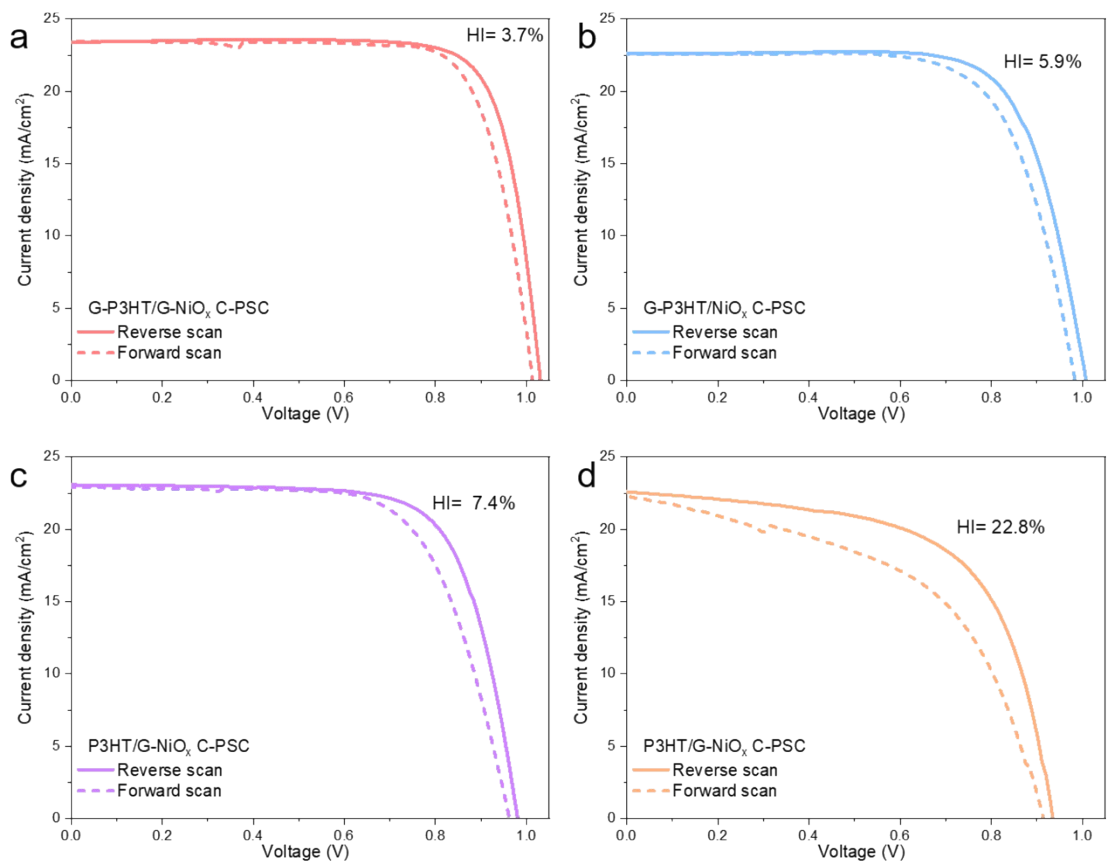 a
HI= 3.7%
25
20
15
10
5
0
Current density (mA/cm²)
G-P3HT/G-NiOₓ C-PSC
Reverse scan
Forward scan
0.0 0.2 0.4 0.6 0.8 1.0
Voltage (V)
b
HI= 5.9%
25
20
15
10
5
0
Current density (mA/cm²)
G-P3HT/NiOₓ C-PSC
Reverse scan
Forward scan
0.0 0.2 0.4 0.6 0.8 1.0
Voltage (V)
c
HI= 7.4%
25
20
15
10
5
0
Current density (mA/cm²)
P3HT/G-NiOₓ C-PSC
Reverse scan
Forward scan
0.0 0.2 0.4 0.6 0.8 1.0
Voltage (V)
d
HI= 22.8%
25
20
15
10
5
0
Current density (mA/cm²)
P3HT/G-NiOₓ C-PSC
Reverse scan
Forward scan
0.0 0.2 0.4 0.6 0.8 1.0
Voltage (V)